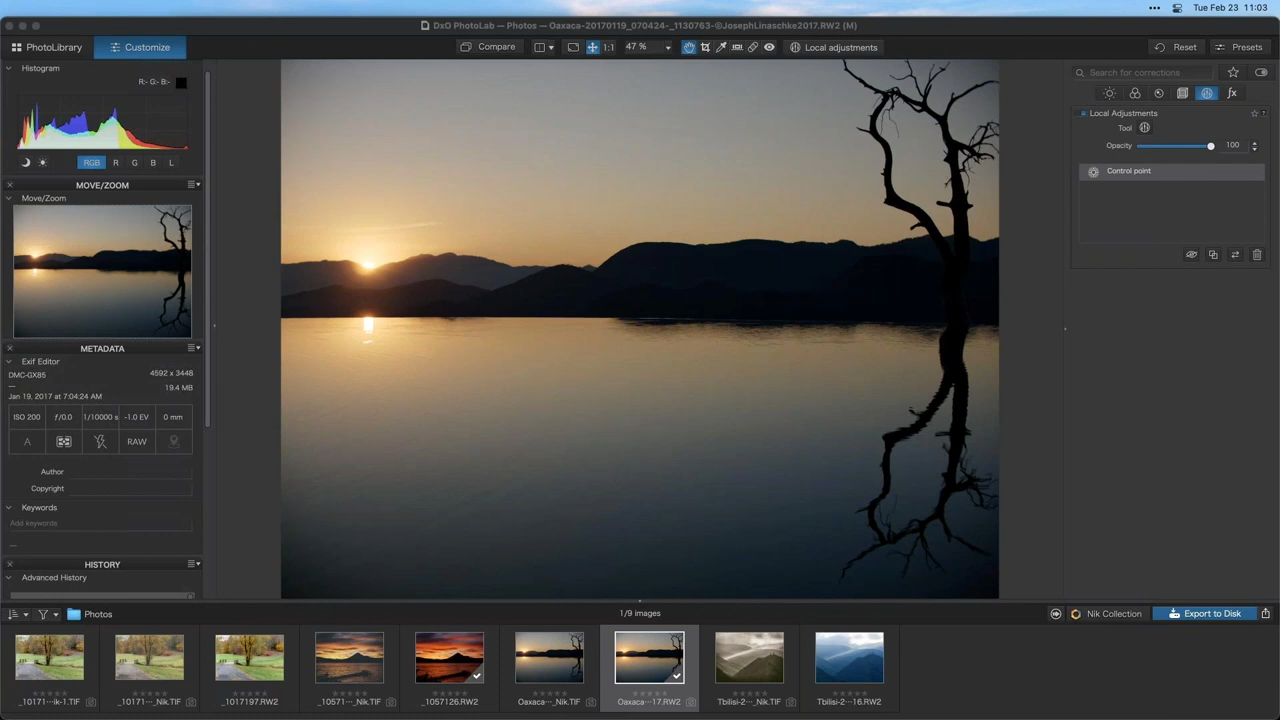 Tue Feb 23 11:03
DxO PhotoLab — Photos — Oaxaca-20170119_070424-_1130763-©JosephLinaschke2017.RW2 (M)
PhotoLibrary Customize Compare 1:1 47 % Local adjustments Reset Presets
Histogram
R:- G:- B:-
RGB R G B L
MOVE/ZOOM
Move/Zoom
METADATA
Exif Editor
DMC-GX85 4592 x 3448
— 19.4 MB
Jan 19, 2017 at 7:04:24 AM
ISO 200 ƒ/0.0 1/10000 s -1.0 EV 0 mm
A RAW
Author
Copyright
Keywords
Add keywords
—
HISTORY
Advanced History
Search for corrections
fx
Local Adjustments ?
Tool
Opacity 100
Control point
Photos 1/9 images Nik Collection Export to Disk
_10171···ik-1.TIF _10171···_Nik.TIF _1017197.RW2 _10571···_Nik.TIF _1057126.RW2 Oaxaca···_Nik.TIF Oaxaca···17.RW2 Tbilisi-2···_Nik.TIF Tbilisi-2···16.RW2